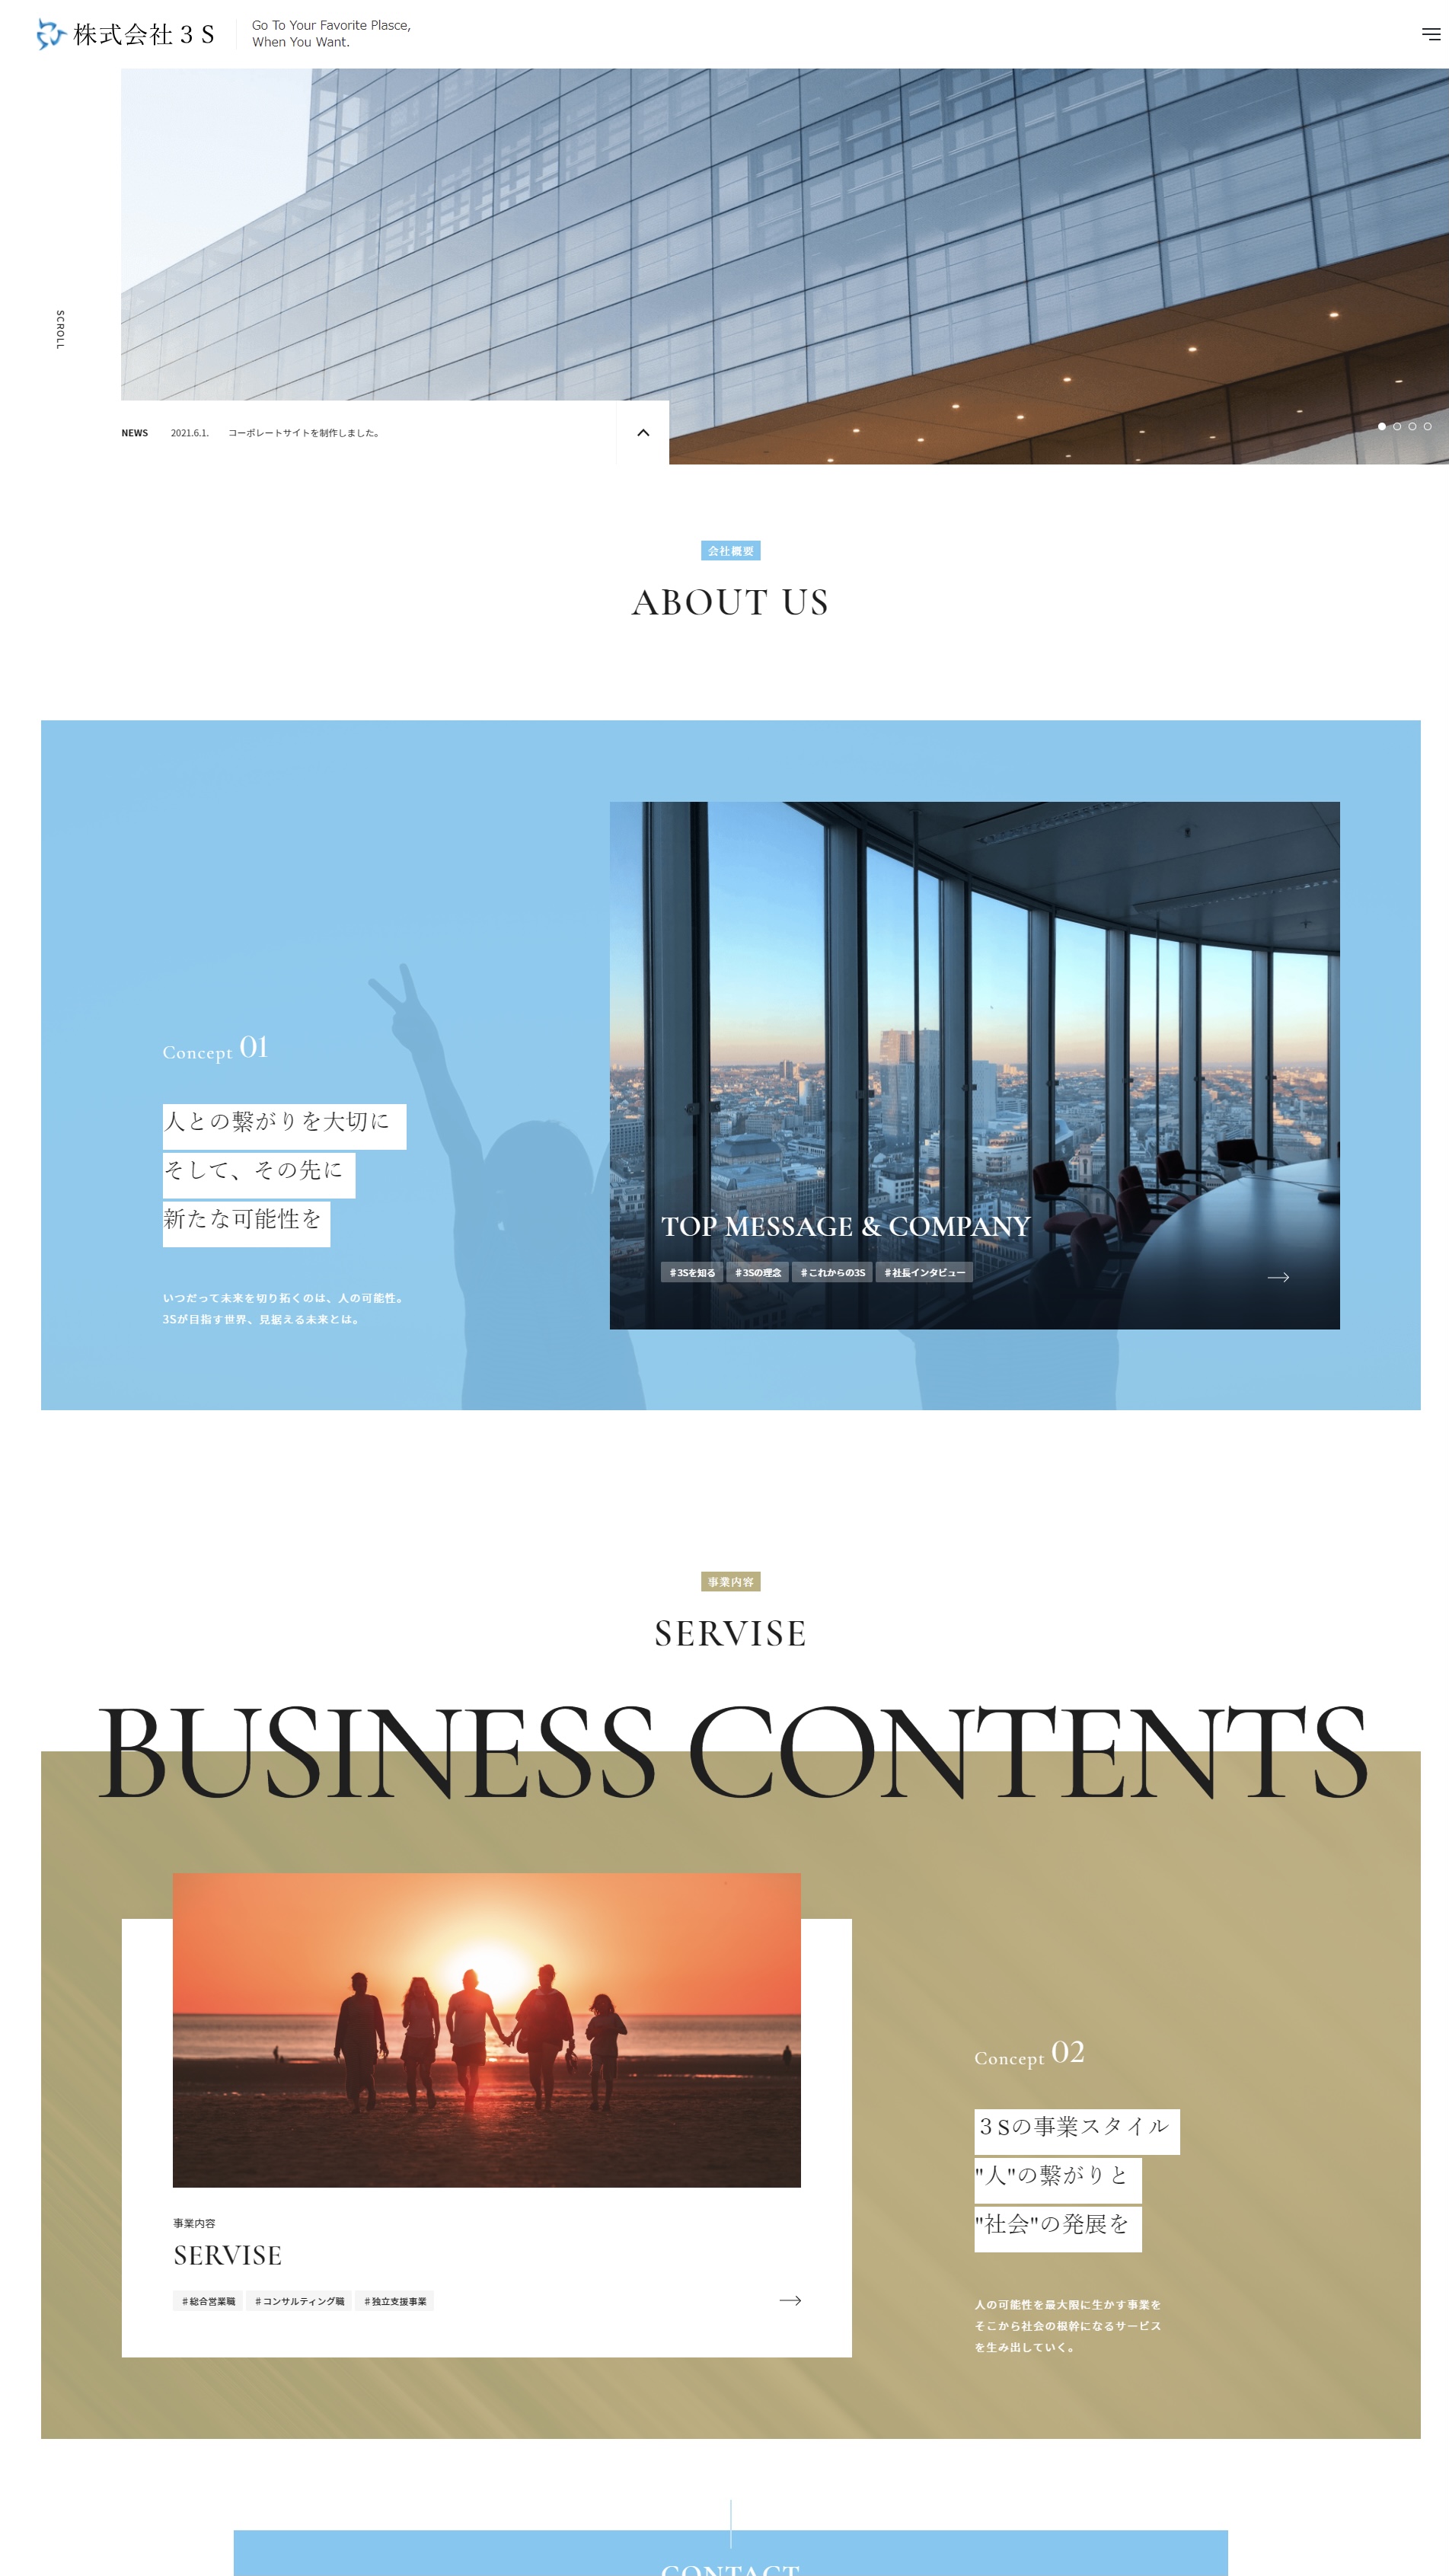 株式会社３Ｓ
Go To Your Favorite Plasce,
When You Want.
SCROLL
NEWS 2021.6.1. コーポレートサイトを制作しました。
会社概要
ABOUT US
Concept 01
人との繋がりを大切に
そして、その先に
新たな可能性を
いつだって未来を切り拓くのは、人の可能性。
3Sが目指す世界、見据える未来とは。
TOP MESSAGE & COMPANY
#3Sを知る #3Sの理念 #これからの3S #社長インタビュー
事業内容
SERVISE
BUSINESS CONTENTS
事業内容
SERVISE
#総合営業職 #コンサルティング職 #独立支援事業
Concept 02
３Sの事業スタイル
"人"の繋がりと
"社会"の発展を
人の可能性を最大限に生かす事業を
そこから社会の根幹になるサービス
を生み出していく。
CONTACT